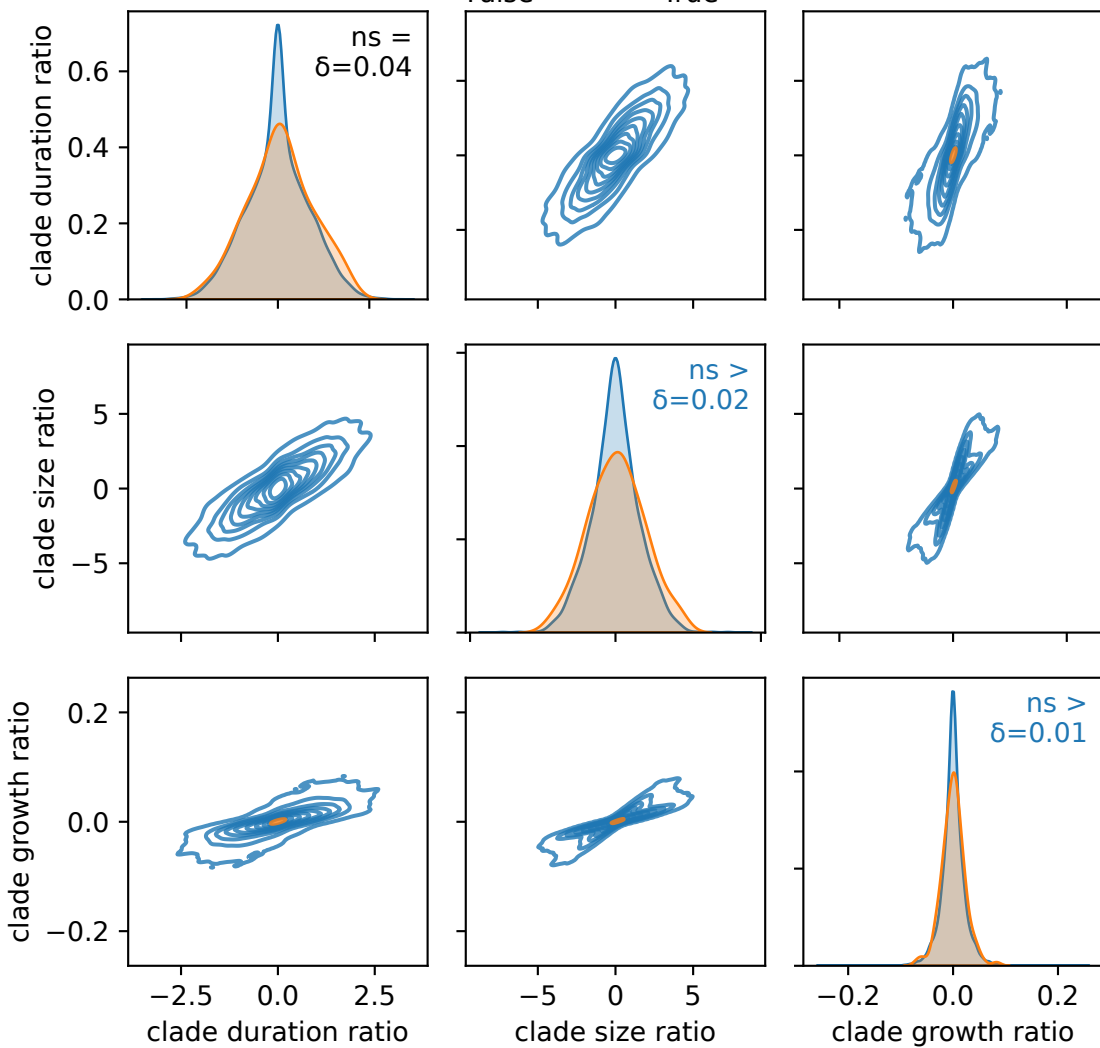 clade duration ratio
0.6
0.4
0.2
0.0
ns =
δ=0.04
clade size ratio
5
0
−5
ns >
δ=0.02
clade growth ratio
0.2
0.0
−0.2
ns >
δ=0.01
−2.5 0.0 2.5
−5 0 5
−0.2 0.0 0.2
clade duration ratio
clade size ratio
clade growth ratio